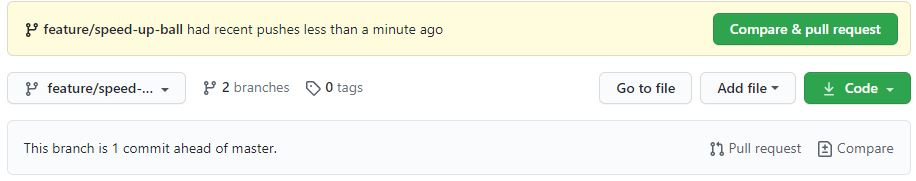 feature/speed-up-ball had recent pushes less than a minute ago Compare & pull request
feature/speed-... 2 branches 0 tags Go to file Add file Code
This branch is 1 commit ahead of master. Pull request Compare